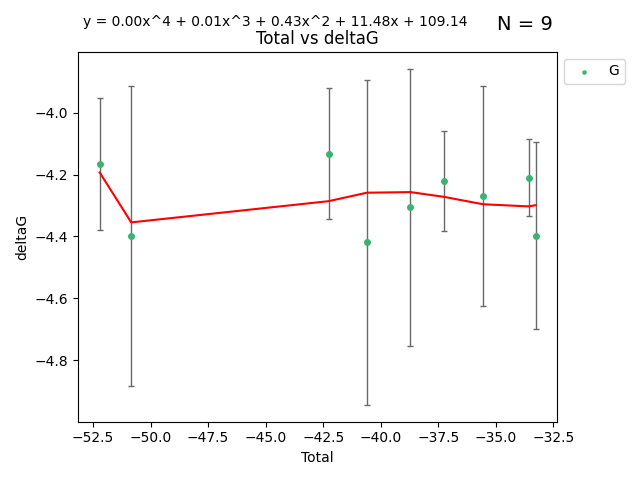 y = 0.00x^4 + 0.01x^3 + 0.43x^2 + 11.48x + 109.14
N = 9
Total vs deltaG
G
−4.0
−4.2
−4.4
−4.6
−4.8
deltaG
−52.5 −50.0 −47.5 −45.0 −42.5 −40.0 −37.5 −35.0 −32.5
Total